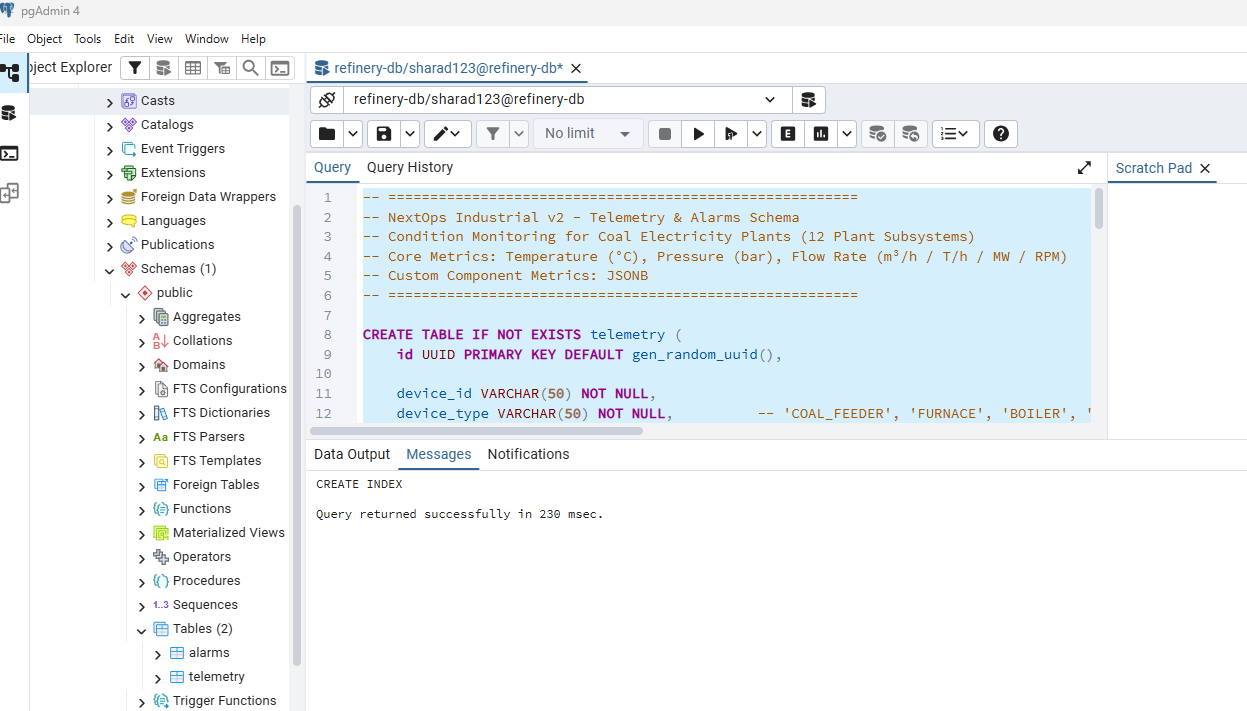 pgAdmin 4
File Object Tools Edit View Window Help
ject Explorer
refinery-db/sharad123@refinery-db*
refinery-db/sharad123@refinery-db
No limit
Query Query History
Scratch Pad
Casts
Catalogs
Event Triggers
Extensions
Foreign Data Wrappers
Languages
Publications
Schemas (1)
public
Aggregates
Collations
Domains
FTS Configurations
FTS Dictionaries
Aa FTS Parsers
FTS Templates
Foreign Tables
Functions
Materialized Views
Operators
Procedures
1..3 Sequences
Tables (2)
alarms
telemetry
Trigger Functions
1 -- ========================================================
2 -- NextOps Industrial v2 - Telemetry & Alarms Schema
3 -- Condition Monitoring for Coal Electricity Plants (12 Plant Subsystems)
4 -- Core Metrics: Temperature (°C), Pressure (bar), Flow Rate (m³/h / T/h / MW / RPM)
5 -- Custom Component Metrics: JSONB
6 -- ========================================================
7
8 CREATE TABLE IF NOT EXISTS telemetry (
9 id UUID PRIMARY KEY DEFAULT gen_random_uuid(),
10
11 device_id VARCHAR(50) NOT NULL,
12 device_type VARCHAR(50) NOT NULL, -- 'COAL_FEEDER', 'FURNACE', 'BOILER', '
Data Output Messages Notifications
CREATE INDEX
Query returned successfully in 230 msec.